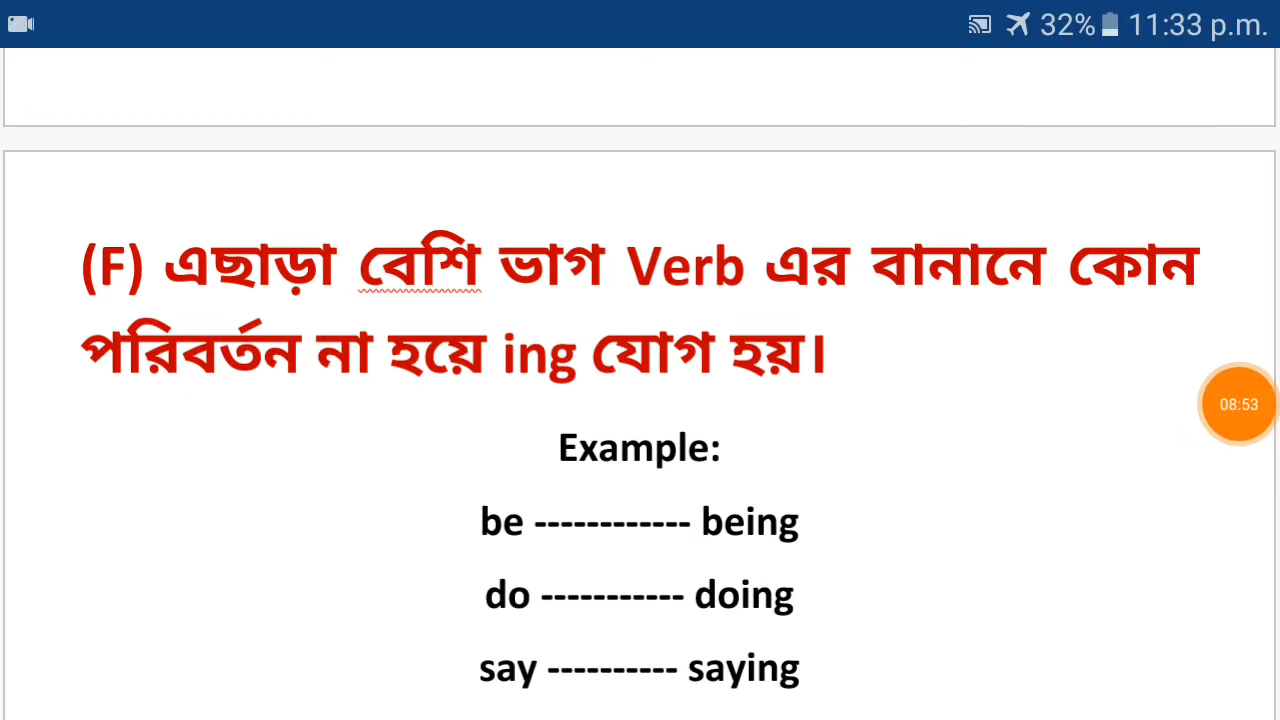 32% 11:33 p.m.
(F) এছাড়া বেশি ভাগ Verb এর বানানে কোন
পরিবর্তন না হয়ে ing যোগ হয়।
08:53
Example:
be ------------ being
do ----------- doing
say ---------- saying